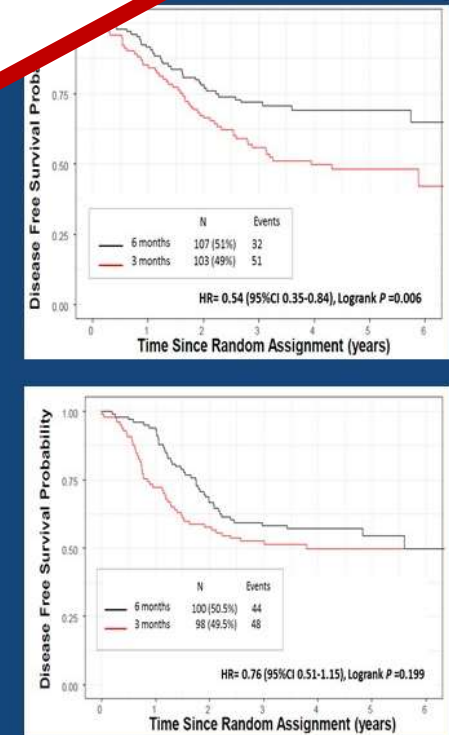 Disease Free Survival
0.75
0.50
0.25
0.00
N Events
6 months 107 (51%) 32
3 months 103 (49%) 51
HR= 0.54 (95%CI 0.35-0.84), Logrank P =0.006
0 1 2 3 4 5 6
Time Since Random Assignment (years)
Disease Free Survival Probability
1.00
0.75
0.50
0.25
0.00
N Events
6 months 100 (50.5%) 44
3 months 98 (49.5%) 48
HR= 0.76 (95%CI 0.51-1.15), Logrank P =0.199
0 1 2 3 4 5 6
Time Since Random Assignment (years)